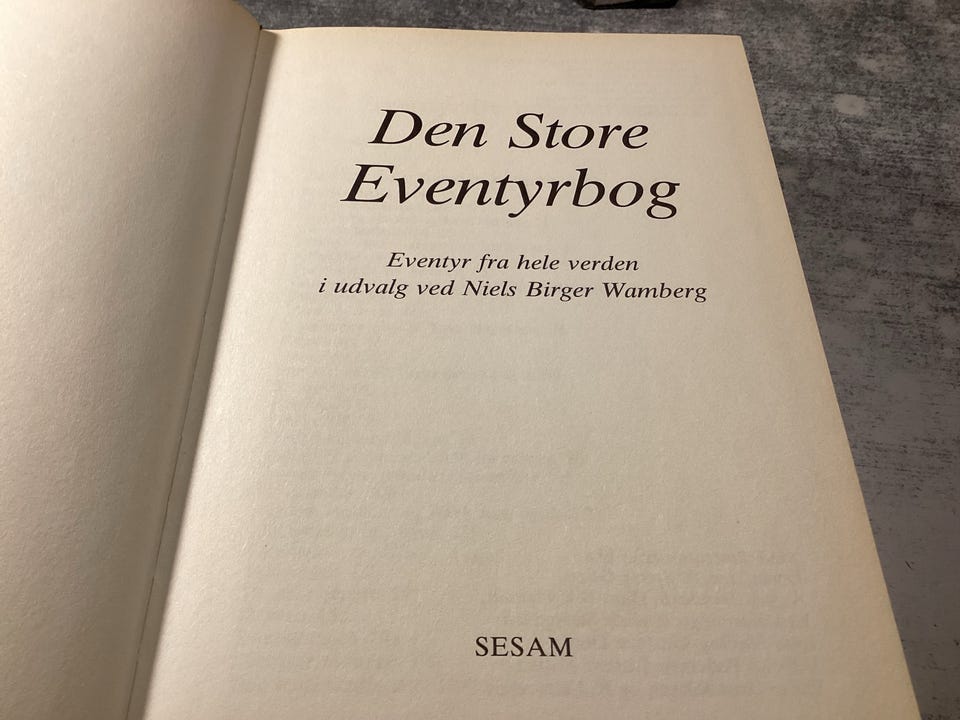 Den Store
Eventyrbog
Eventyr fra hele verden
i udvalg ved Niels Birger Wamberg
SESAM